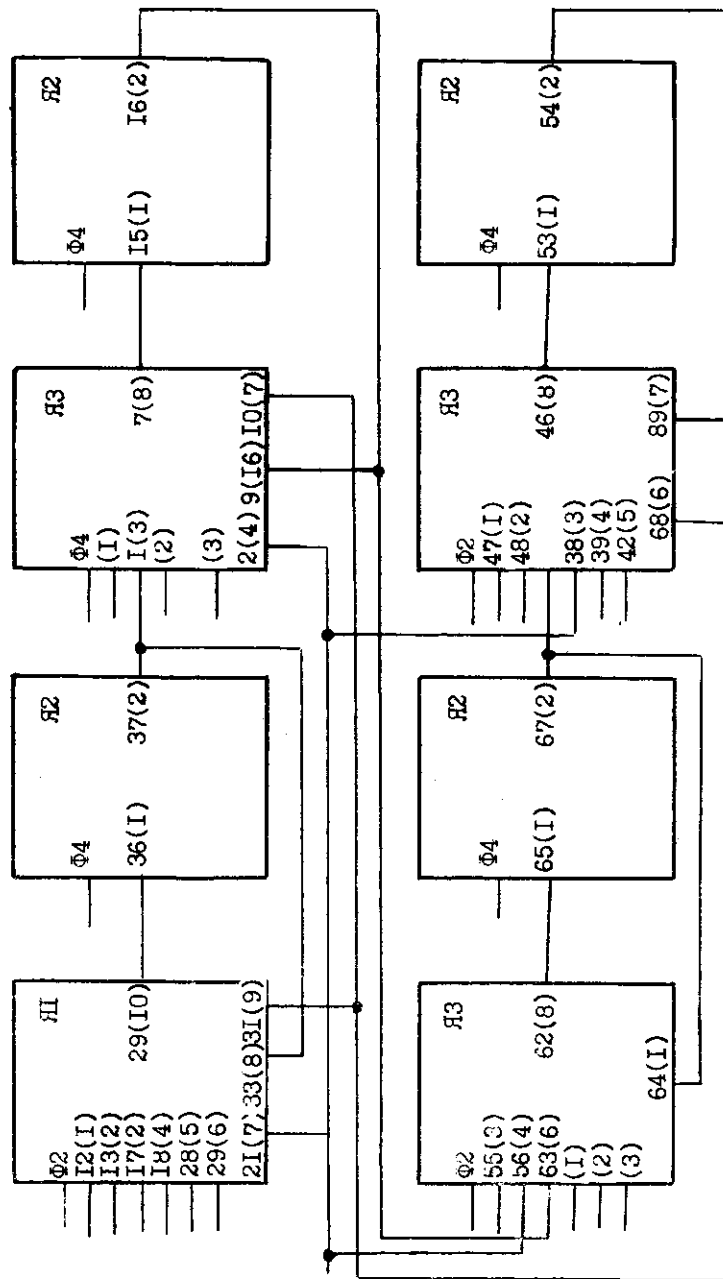 ЯI
Ф2
I2(I)
I3(2)
I7(2)
29(I0)
I8(4)
28(5)
29(6)
2I(7)
33(8)
3I(9)
Я2
Ф4
36(I)
37(2)
Я3
Ф4
(I)
I(3)
7(8)
(2)
(3)
2(4)
9(I6)
I0(7)
Я2
Ф4
I5(I)
I6(2)
Я3
Ф2
55(3)
56(4)
63(6)
62(8)
(I)
(2)
(3)
64(I)
Я2
Ф4
65(I)
67(2)
Я3
Ф2
47(I)
48(2)
46(8)
38(3)
39(4)
42(5)
68(6)
89(7)
Я2
Ф4
53(I)
54(2)